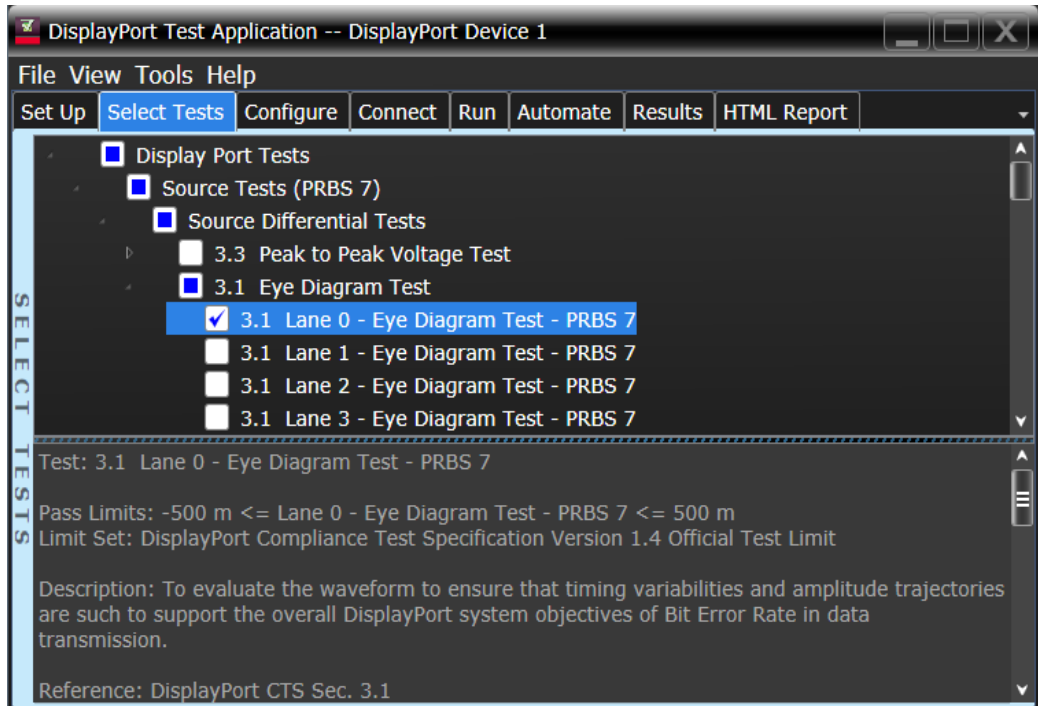 DisplayPort Test Application -- DisplayPort Device 1
File View Tools Help
Set Up Select Tests Configure Connect Run Automate Results HTML Report
Display Port Tests
Source Tests (PRBS 7)
Source Differential Tests
3.3 Peak to Peak Voltage Test
3.1 Eye Diagram Test
3.1 Lane 0 - Eye Diagram Test - PRBS 7
3.1 Lane 1 - Eye Diagram Test - PRBS 7
3.1 Lane 2 - Eye Diagram Test - PRBS 7
3.1 Lane 3 - Eye Diagram Test - PRBS 7
SELECT TESTS
Test: 3.1 Lane 0 - Eye Diagram Test - PRBS 7
Pass Limits: -500 m <= Lane 0 - Eye Diagram Test - PRBS 7 <= 500 m
Limit Set: DisplayPort Compliance Test Specification Version 1.4 Official Test Limit
Description: To evaluate the waveform to ensure that timing variabilities and amplitude trajectories
are such to support the overall DisplayPort system objectives of Bit Error Rate in data
transmission.
Reference: DisplayPort CTS Sec. 3.1